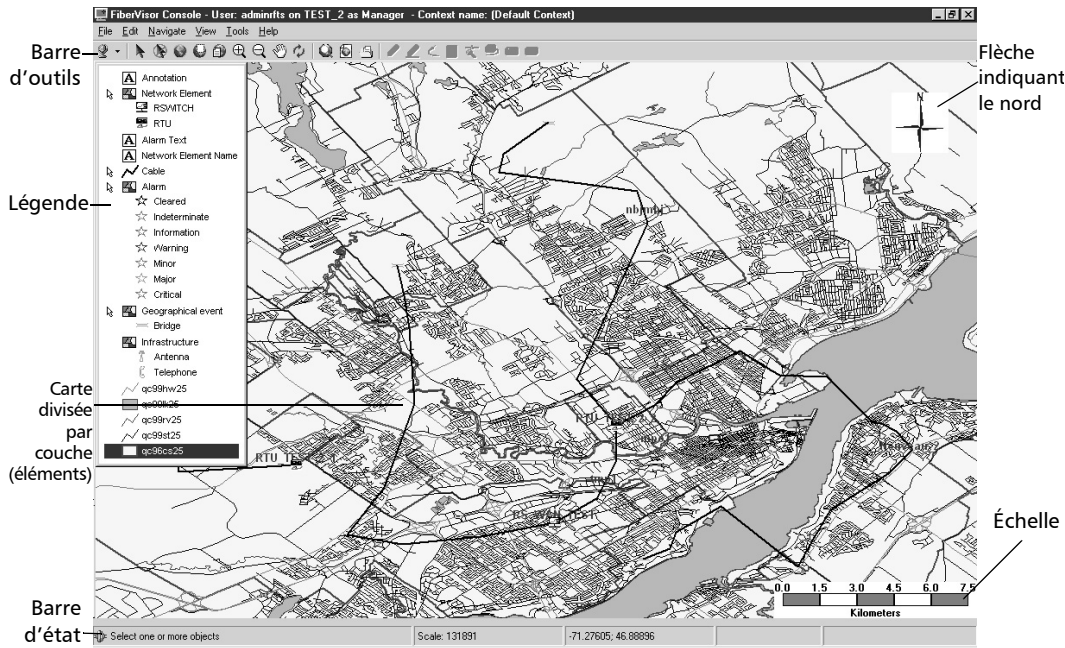 FiberVisor Console - User: adminrfts on TEST_2 as Manager - Context name: (Default Context)
File Edit Navigate View Tools Help
Barre
d'outils
Flèche
indiquant
le nord
N
Annotation
Network Element
RSWITCH
RTU
Alarm Text
Network Element Name
Cable
Alarm
Cleared
Indeterminate
Information
Warning
Minor
Major
Critical
Geographical event
Bridge
Infrastructure
Antenna
Telephone
qc99hw25
qc99lk25
qc99rv25
qc99st25
qc96cs25
Légende
Carte
divisée
par
couche
(éléments)
nbjmbj
RTU_TEST_2_1
Échelle
0.0 1.5 3.0 4.5 6.0 7.5
Kilometers
Barre
d'état
Select one or more objects
Scale: 131891
-71.27605; 46.88896